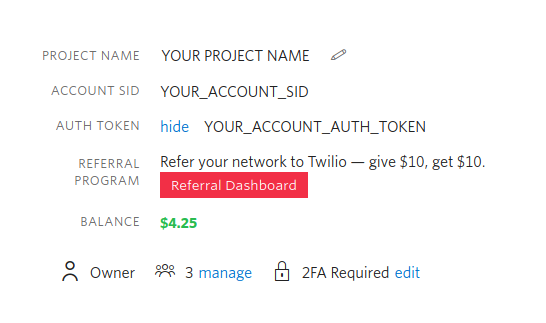 PROJECT NAME YOUR PROJECT NAME
ACCOUNT SID YOUR_ACCOUNT_SID
AUTH TOKEN hide YOUR_ACCOUNT_AUTH_TOKEN
REFERRAL PROGRAM Refer your network to Twilio — give $10, get $10.
Referral Dashboard
BALANCE $4.25
Owner 3 manage 2FA Required edit